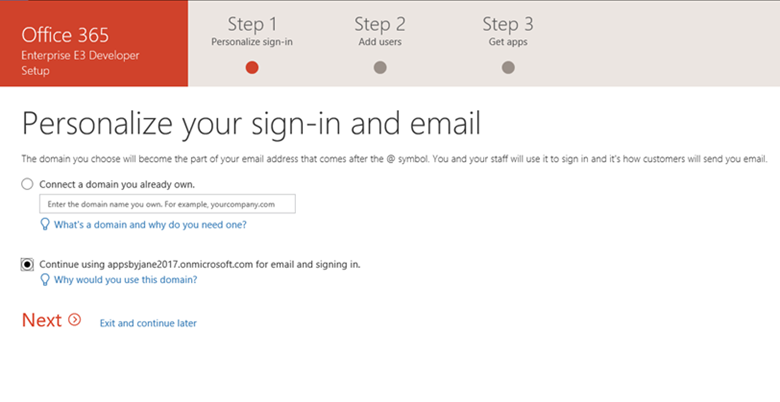 Office 365
Enterprise E3 Developer
Setup
Step 1
Personalize sign-in
Step 2
Add users
Step 3
Get apps
Personalize your sign-in and email
The domain you choose will become the part of your email address that comes after the @ symbol. You and your staff will use it to sign in and it's how customers will send you email.
Connect a domain you already own.
Enter the domain name you own. For example, yourcompany.com
What's a domain and why do you need one?
Continue using appsbyjane2017.onmicrosoft.com for email and signing in.
Why would you use this domain?
Next
Exit and continue later